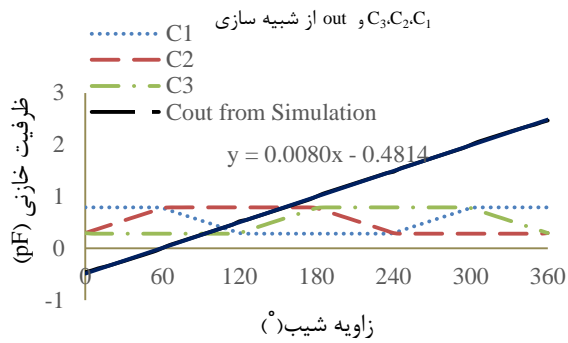 C₁،C₂،C₃ و out از شبیه سازی
C1
C2
C3
Cout from Simulation
y = 0.0080x - 0.4814
ظرفیت خازنی (pF)
3
2
1
0
-1
0 60 120 180 240 300 360
زاویه شیب(°)